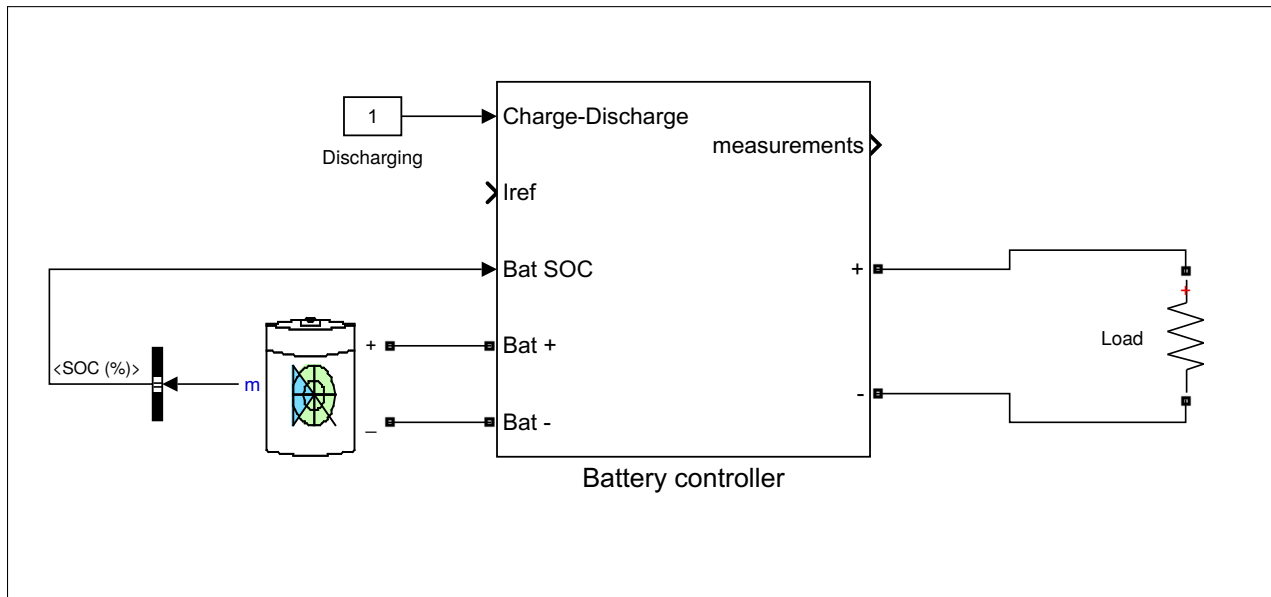 1
Discharging
Charge-Discharge
measurements
Iref
Bat SOC
+
Bat +
+
+
Load
<SOC (%)>
m
-
_
Bat -
Battery controller